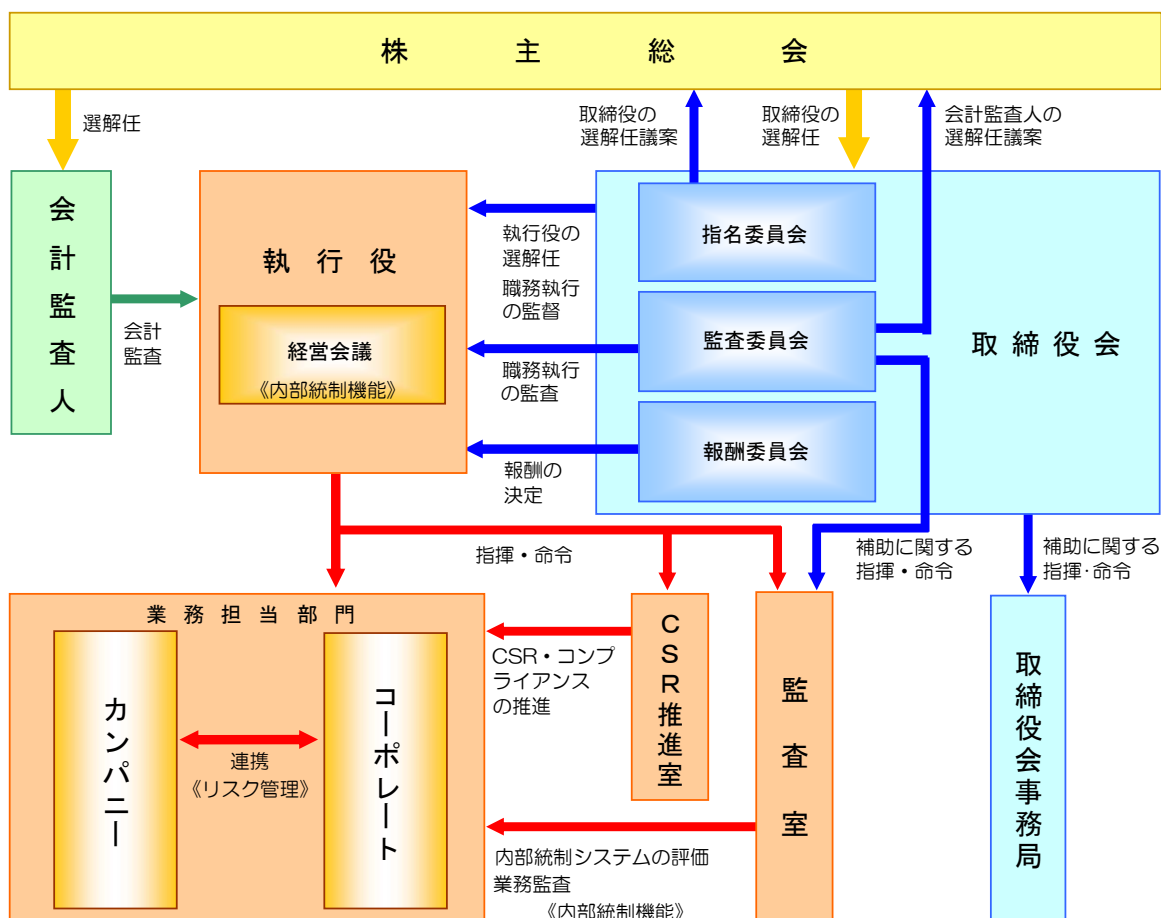 株主総会
選解任
取締役の
選解任議案
取締役の
選解任
会計監査人の
選解任議案
会計監査人
会計
監査
執行役
経営会議
《内部統制機能》
執行役の
選解任
職務執行
の監督
職務執行
の監査
報酬の
決定
指名委員会
監査委員会
報酬委員会
取締役会
指揮・命令
補助に関する
指揮・命令
補助に関する
指揮・命令
業務担当部門
カンパニー
連携
《リスク管理》
コーポレート
CSR・コンプ
ライアンス
の推進
CSR推進室
監査室
取締役会事務局
内部統制システムの評価
業務監査
《内部統制機能》